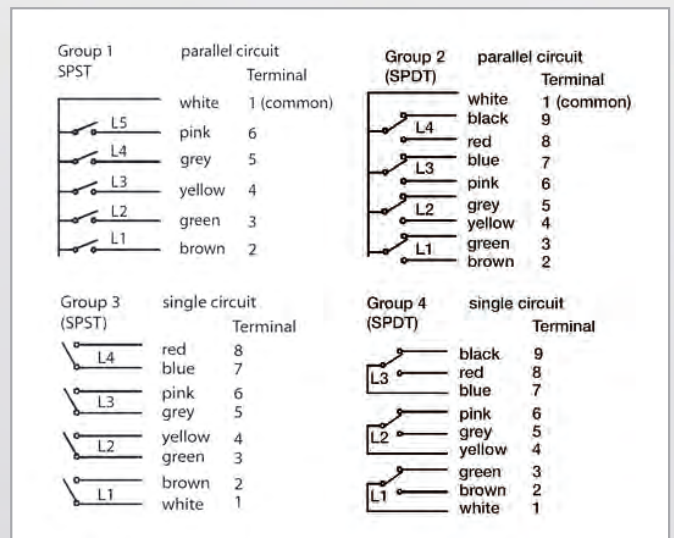 Group 1 parallel circuit
SPST Terminal
white 1 (common)
L5 pink 6
L4 grey 5
L3 yellow 4
L2 green 3
L1 brown 2
Group 2 parallel circuit
(SPDT) Terminal
white 1 (common)
black 9
L4
red 8
blue 7
L3
pink 6
grey 5
L2
yellow 4
green 3
L1
brown 2
Group 3 single circuit
(SPST) Terminal
red 8
L4
blue 7
pink 6
L3
grey 5
yellow 4
L2
green 3
brown 2
L1
white 1
Group 4 single circuit
(SPDT) Terminal
black 9
L3 red 8
blue 7
pink 6
L2 grey 5
yellow 4
green 3
L1 brown 2
white 1